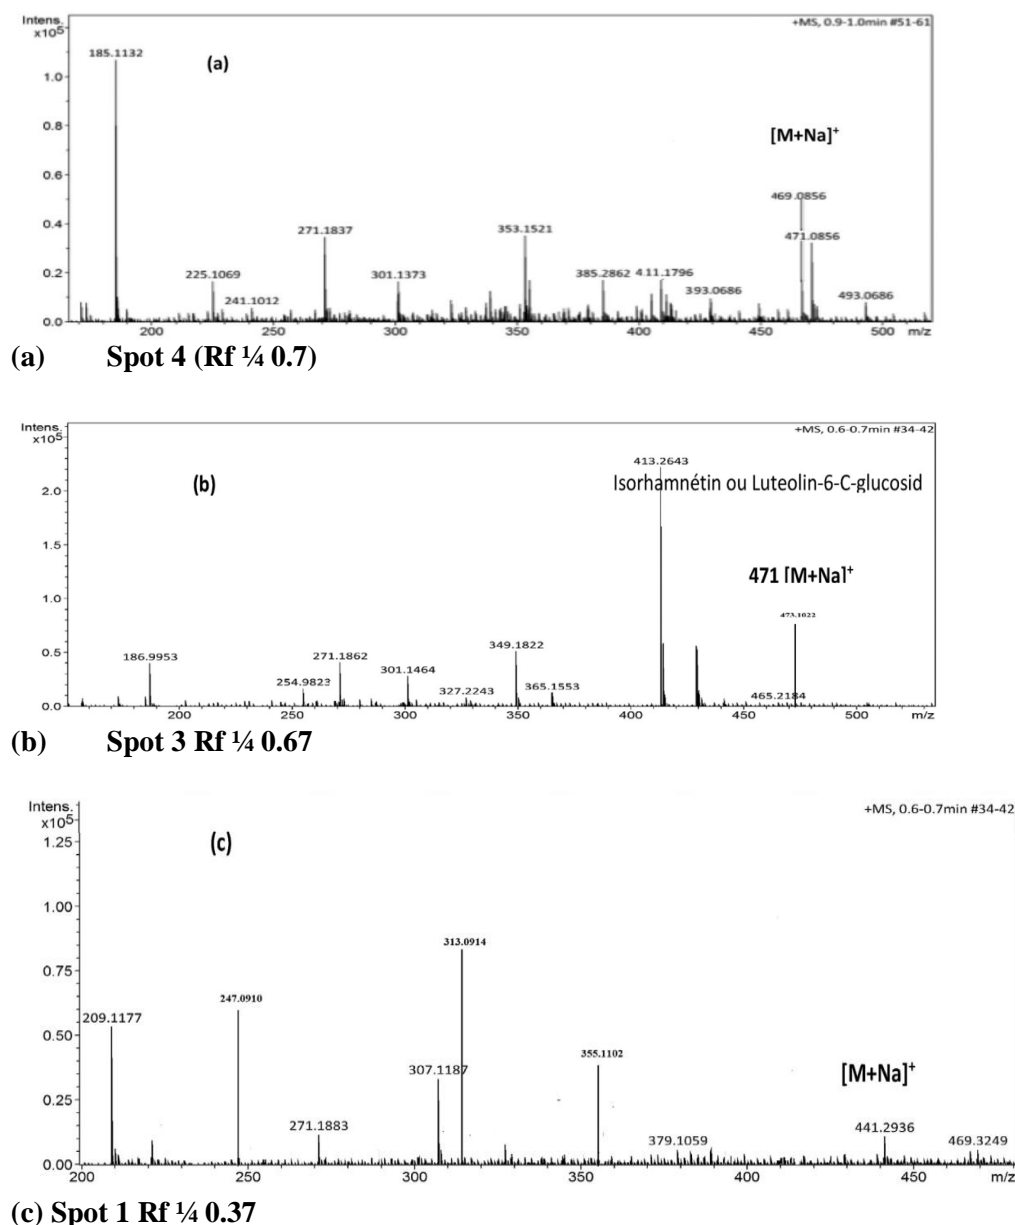 Intens.
x10⁵
+MS, 0.9-1.0min #51-61
185.1132
(a)
1.0
[M+Na]⁺
0.8
0.6
469.0856
0.4
271.1837
353.1521
471.0856
225.1069
301.1373
385.2862
411.1796
0.2
241.1012
393.0686
493.0686
0.0
200 250 300 350 400 450 500 m/z
(a) Spot 4 (Rf ¼ 0.7)
Intens.
x10⁵
+MS, 0.6-0.7min #34-42
413.2643
(b)
Isorhamnétin ou Luteolin-6-C-glucosid
2.0
1.5
471 [M+Na]⁺
1.0
473.1022
0.5
186.9953
271.1862
349.1822
254.9823
301.1464
327.2243
365.1553
465.2184
0.0
200 250 300 350 400 450 500 m/z
(b) Spot 3 Rf ¼ 0.67
Intens.
x10⁵
+MS, 0.6-0.7min #34-42
1.25
(c)
1.00
313.0914
0.75
247.0910
209.1177
0.50
355.1102
307.1187
[M+Na]⁺
0.25
271.1883
379.1059
441.2936
469.3249
0.00
200 250 300 350 400 450 m/z
(c) Spot 1 Rf ¼ 0.37